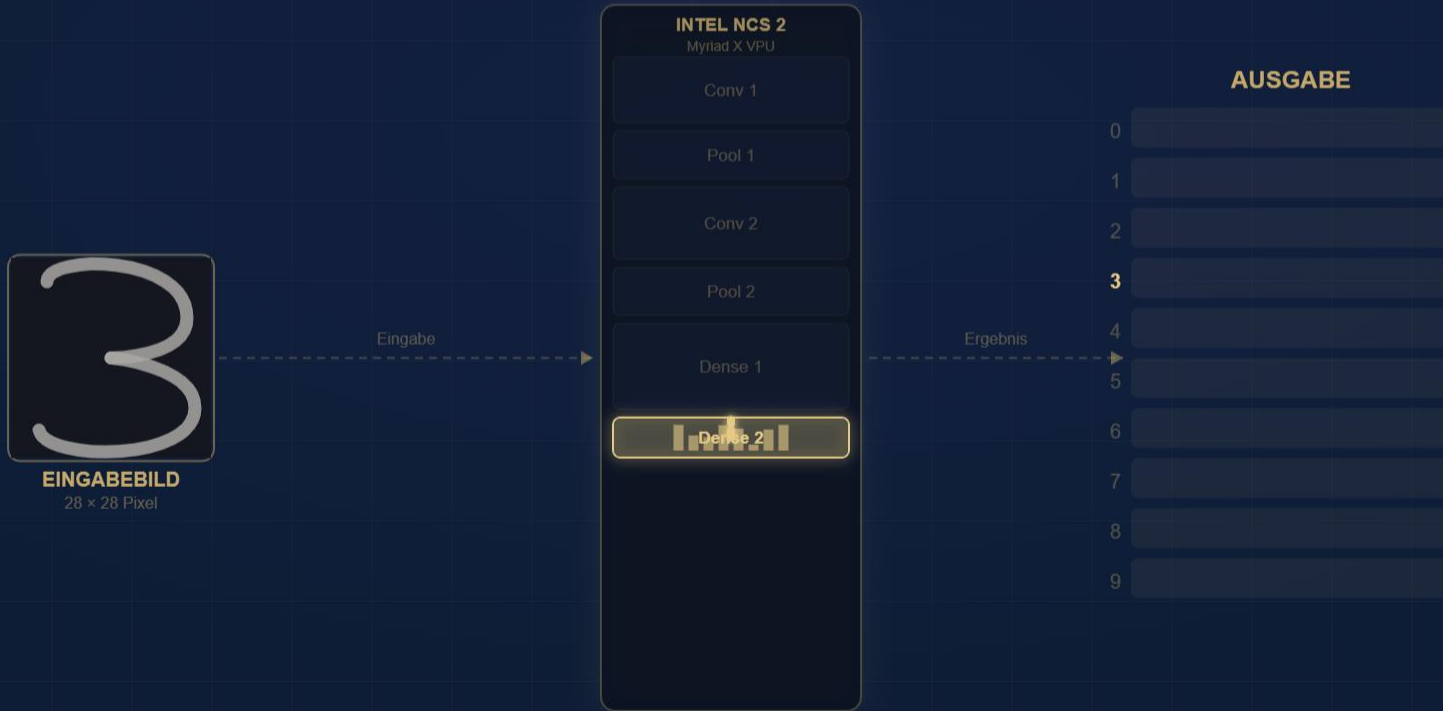 INTEL NCS 2
Myriad X VPU
Conv 1
Pool 1
Conv 2
Pool 2
Dense 1
Dense 2
3
EINGABEBILD
28 × 28 Pixel
Eingabe
Ergebnis
AUSGABE
0
1
2
3
4
5
6
7
8
9